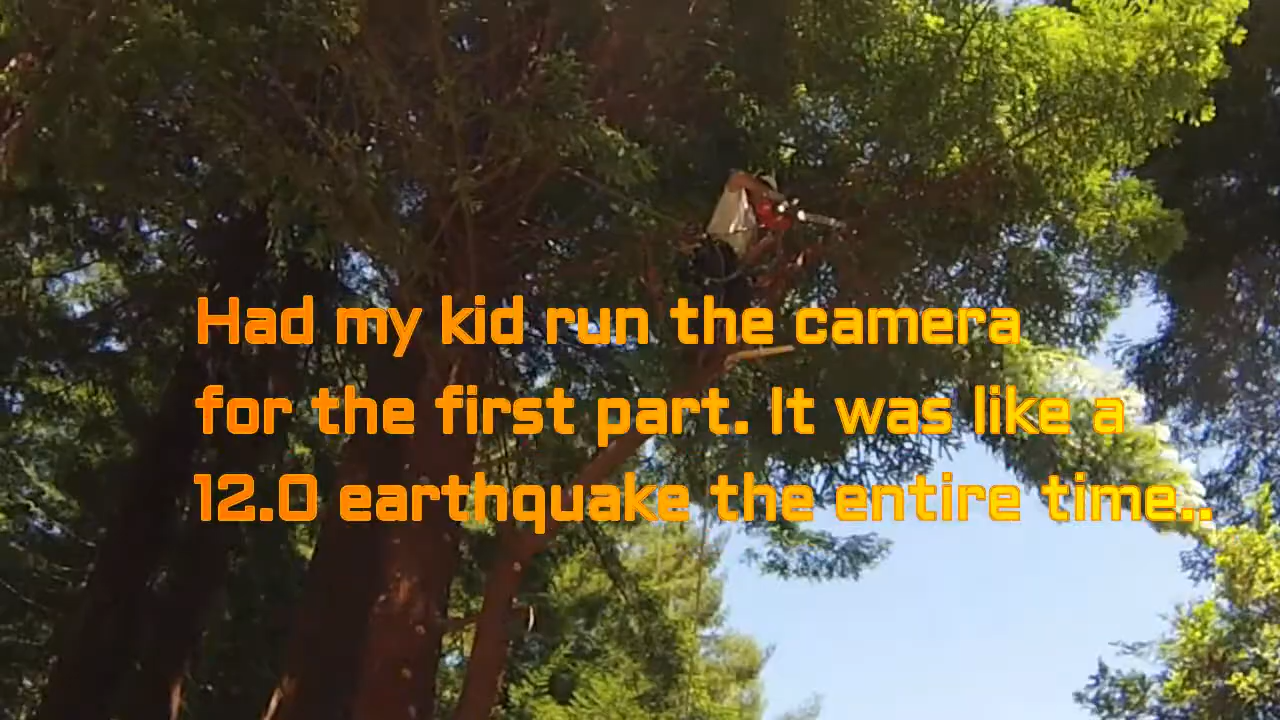 Had my kid run the camera
for the first part. It was like a
12.0 earthquake the entire time..